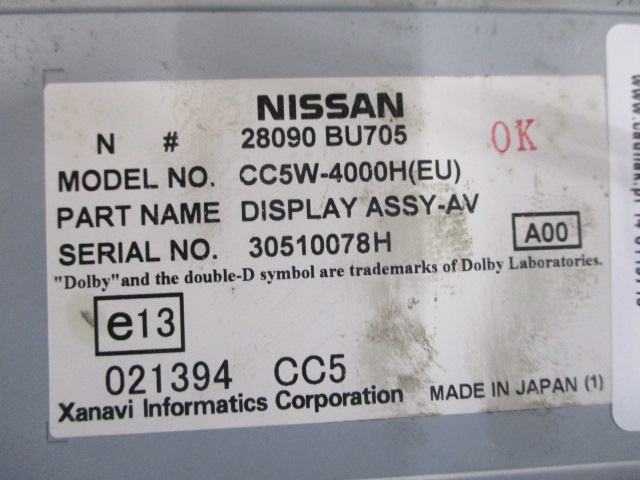 NISSAN
N # 28090 BU705 OK
MODEL NO. CC5W-4000H(EU)
PART NAME DISPLAY ASSY-AV
SERIAL NO. 30510078H A00
"Dolby" and the double-D symbol are trademarks of Dolby Laboratories.
e13
021394 CC5
Xanavi Informatics Corporation MADE IN JAPAN (1)